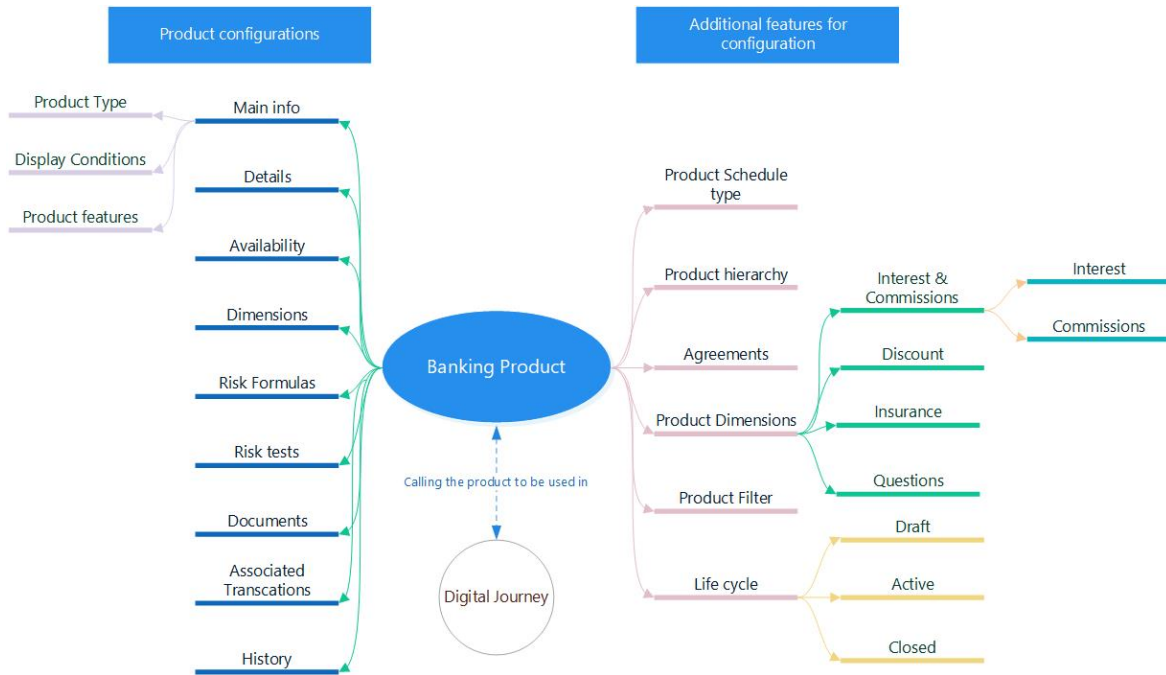 Product configurations
Additional features for
configuration
Product Type
Display Conditions
Product features
Main info
Details
Availability
Dimensions
Risk Formulas
Risk tests
Documents
Associated
Transcations
History
Banking Product
Calling the product to be used in
Digital Journey
Product Schedule
type
Product hierarchy
Agreements
Product Dimensions
Product Filter
Life cycle
Interest &
Commissions
Discount
Insurance
Questions
Draft
Active
Closed
Interest
Commissions